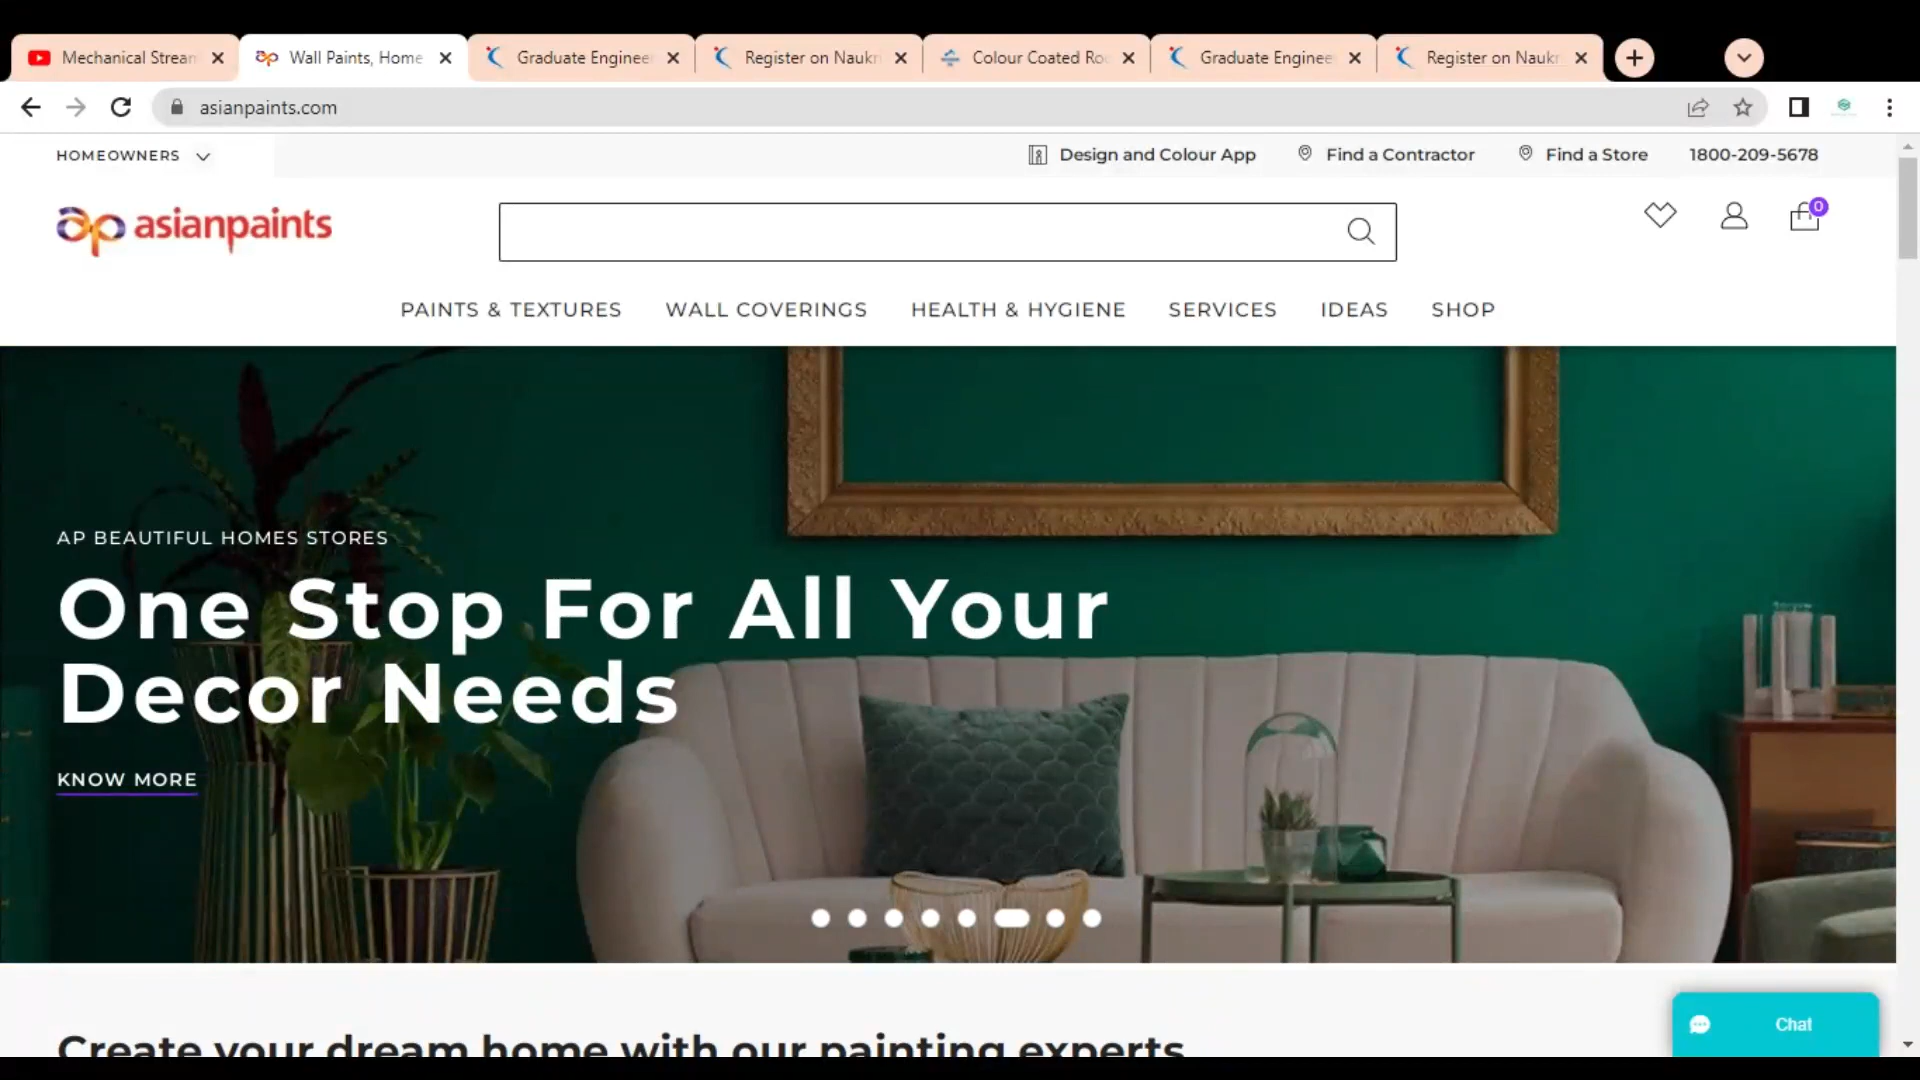 Mechanical Strean
Wall Paints, Home
Graduate Enginee
Register on Naukr
Colour Coated Ro
Graduate Enginee
Register on Naukr
asianpaints.com
HOMEOWNERS
Design and Colour App
Find a Contractor
Find a Store
1800-209-5678
ap asianpaints
0
PAINTS & TEXTURES
WALL COVERINGS
HEALTH & HYGIENE
SERVICES
IDEAS
SHOP
AP BEAUTIFUL HOMES STORES
One Stop For All Your
Decor Needs
KNOW MORE
Create your dream home with our painting experts
Chat